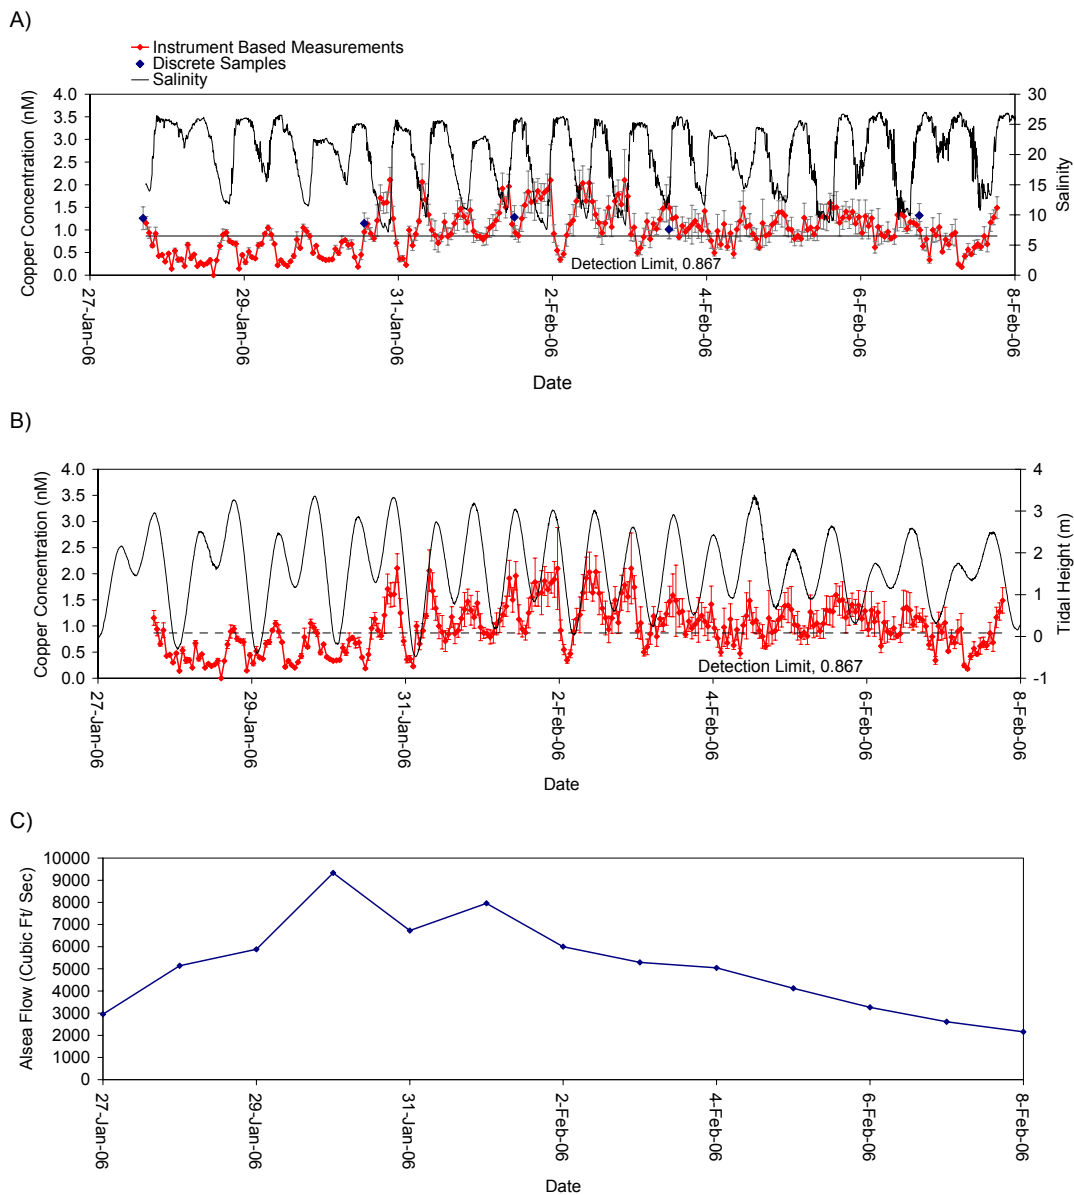 A)
Instrument Based Measurements
Discrete Samples
Salinity
4.0
3.5
3.0
2.5
2.0
1.5
1.0
0.5
0.0
Copper Concentration (nM)
30
25
20
15
10
5
0
Salinity
Detection Limit, 0.867
27-Jan-06
29-Jan-06
31-Jan-06
2-Feb-06
4-Feb-06
6-Feb-06
8-Feb-06
Date
B)
4.0
3.5
3.0
2.5
2.0
1.5
1.0
0.5
0.0
Copper Concentration (nM)
4
3
2
1
0
-1
Tidal Height (m)
Detection Limit, 0.867
27-Jan-06
29-Jan-06
31-Jan-06
2-Feb-06
4-Feb-06
6-Feb-06
8-Feb-06
Date
C)
10000
9000
8000
7000
6000
5000
4000
3000
2000
1000
0
Alsea Flow (Cubic Ft/ Sec)
27-Jan-06
29-Jan-06
31-Jan-06
2-Feb-06
4-Feb-06
6-Feb-06
8-Feb-06
Date